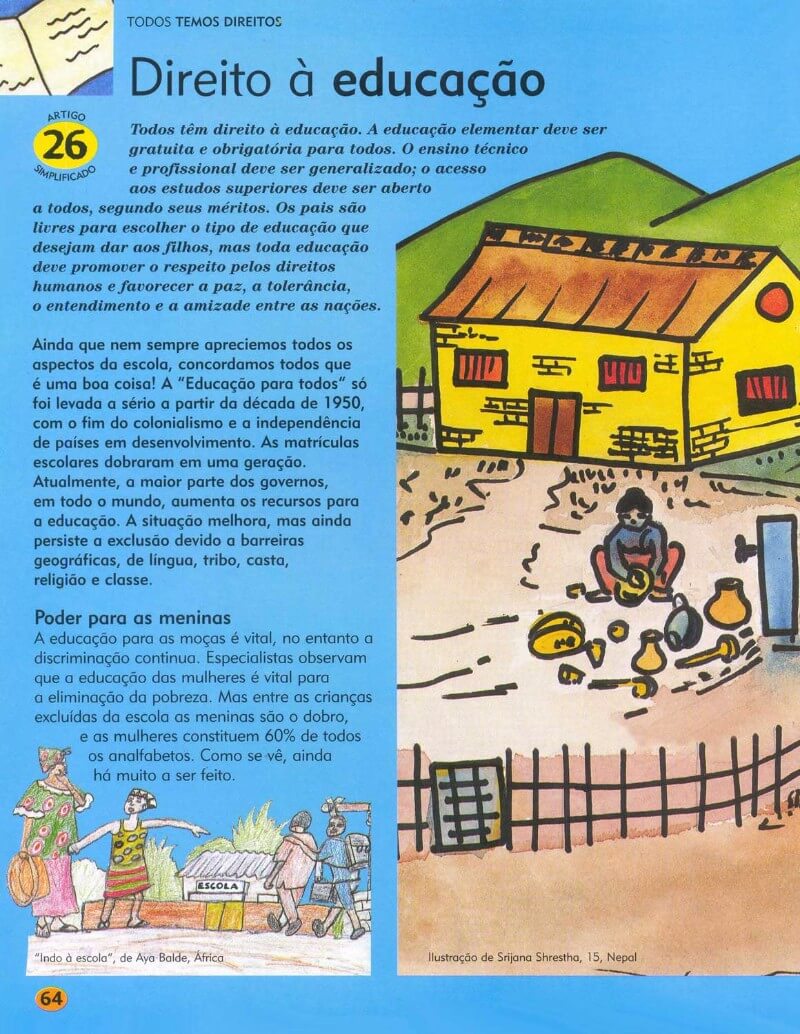 TODOS TEMOS DIREITOS
Direito à educação
ARTIGO
26
SIMPLIFICADO
Todos têm direito à educação. A educação elementar deve ser
gratuita e obrigatória para todos. O ensino técnico
e profissional deve ser generalizado; o acesso
aos estudos superiores deve ser aberto
a todos, segundo seus méritos. Os pais são
livres para escolher o tipo de educação que
desejam dar aos filhos, mas toda educação
deve promover o respeito pelos direitos
humanos e favorecer a paz, a tolerância,
o entendimento e a amizade entre as nações.
Ainda que nem sempre apreciemos todos os
aspectos da escola, concordamos todos que
é uma boa coisa! A "Educação para todos" só
foi levada a sério a partir da década de 1950,
com o fim do colonialismo e a independência
de países em desenvolvimento. As matrículas
escolares dobraram em uma geração.
Atualmente, a maior parte dos governos,
em todo o mundo, aumenta os recursos para
a educação. A situação melhora, mas ainda
persiste a exclusão devido a barreiras
geográficas, de língua, tribo, casta,
religião e classe.
Poder para as meninas
A educação para as moças é vital, no entanto a
discriminação continua. Especialistas observam
que a educação das mulheres é vital para
a eliminação da pobreza. Mas entre as crianças
excluídas da escola as meninas são o dobro,
e as mulheres constituem 60% de todos
os analfabetos. Como se vê, ainda
há muito a ser feito.
ESCOLA
"Indo à escola", de Aya Balde, África
Ilustração de Srijana Shrestha, 15, Nepal
64